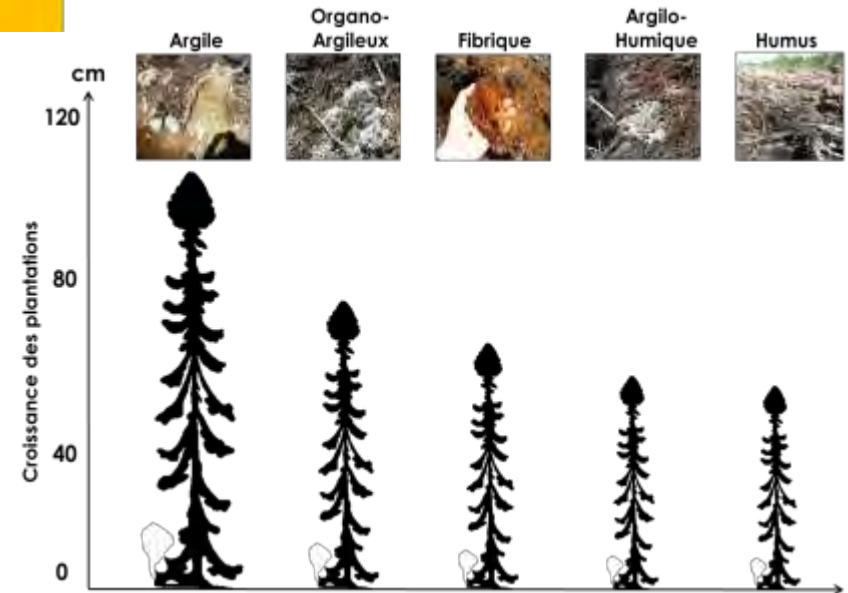 Argile
Organo-
Argileux
Fibrique
Argilo-
Humique
Humus
cm
120
80
40
0
Croissance des plantations